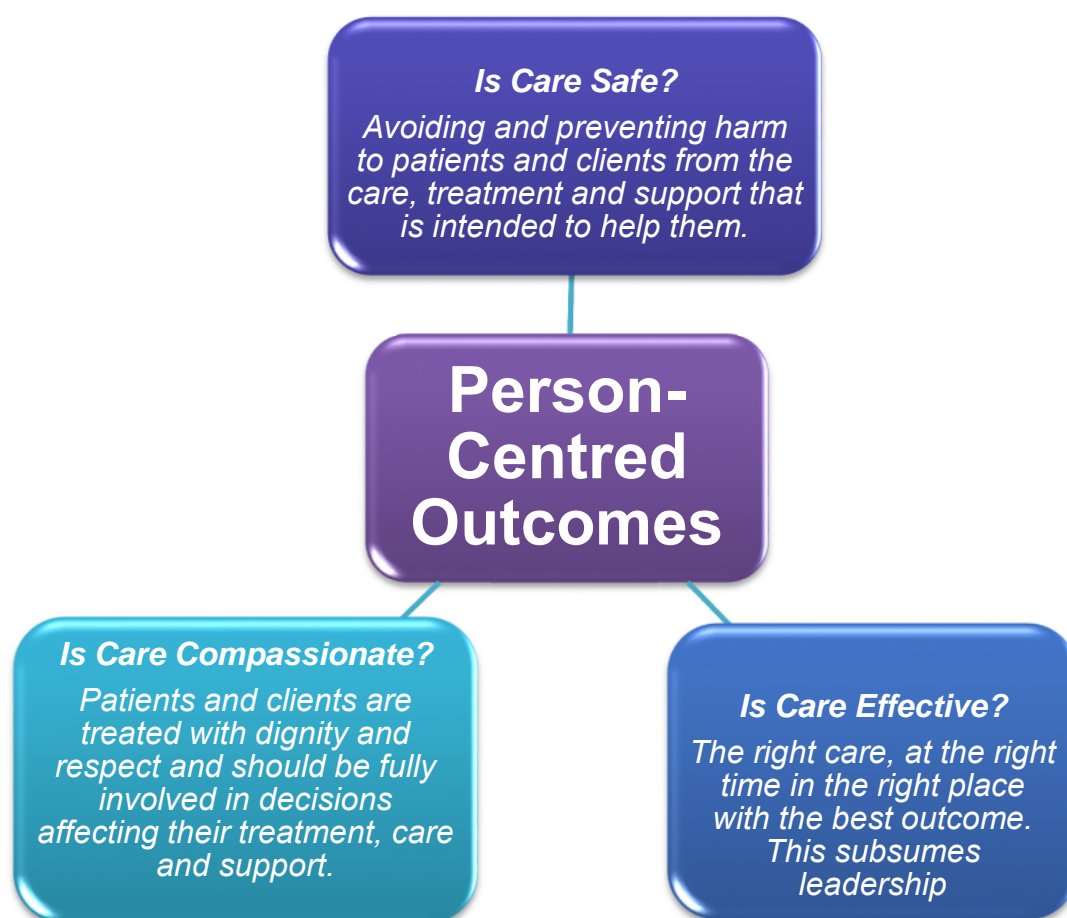 Is Care Safe?
Avoiding and preventing harm
to patients and clients from the
care, treatment and support that
is intended to help them.
Person-
Centred
Outcomes
Is Care Compassionate?
Patients and clients are
treated with dignity and
respect and should be fully
involved in decisions
affecting their treatment, care
and support.
Is Care Effective?
The right care, at the right
time in the right place
with the best outcome.
This subsumes
leadership